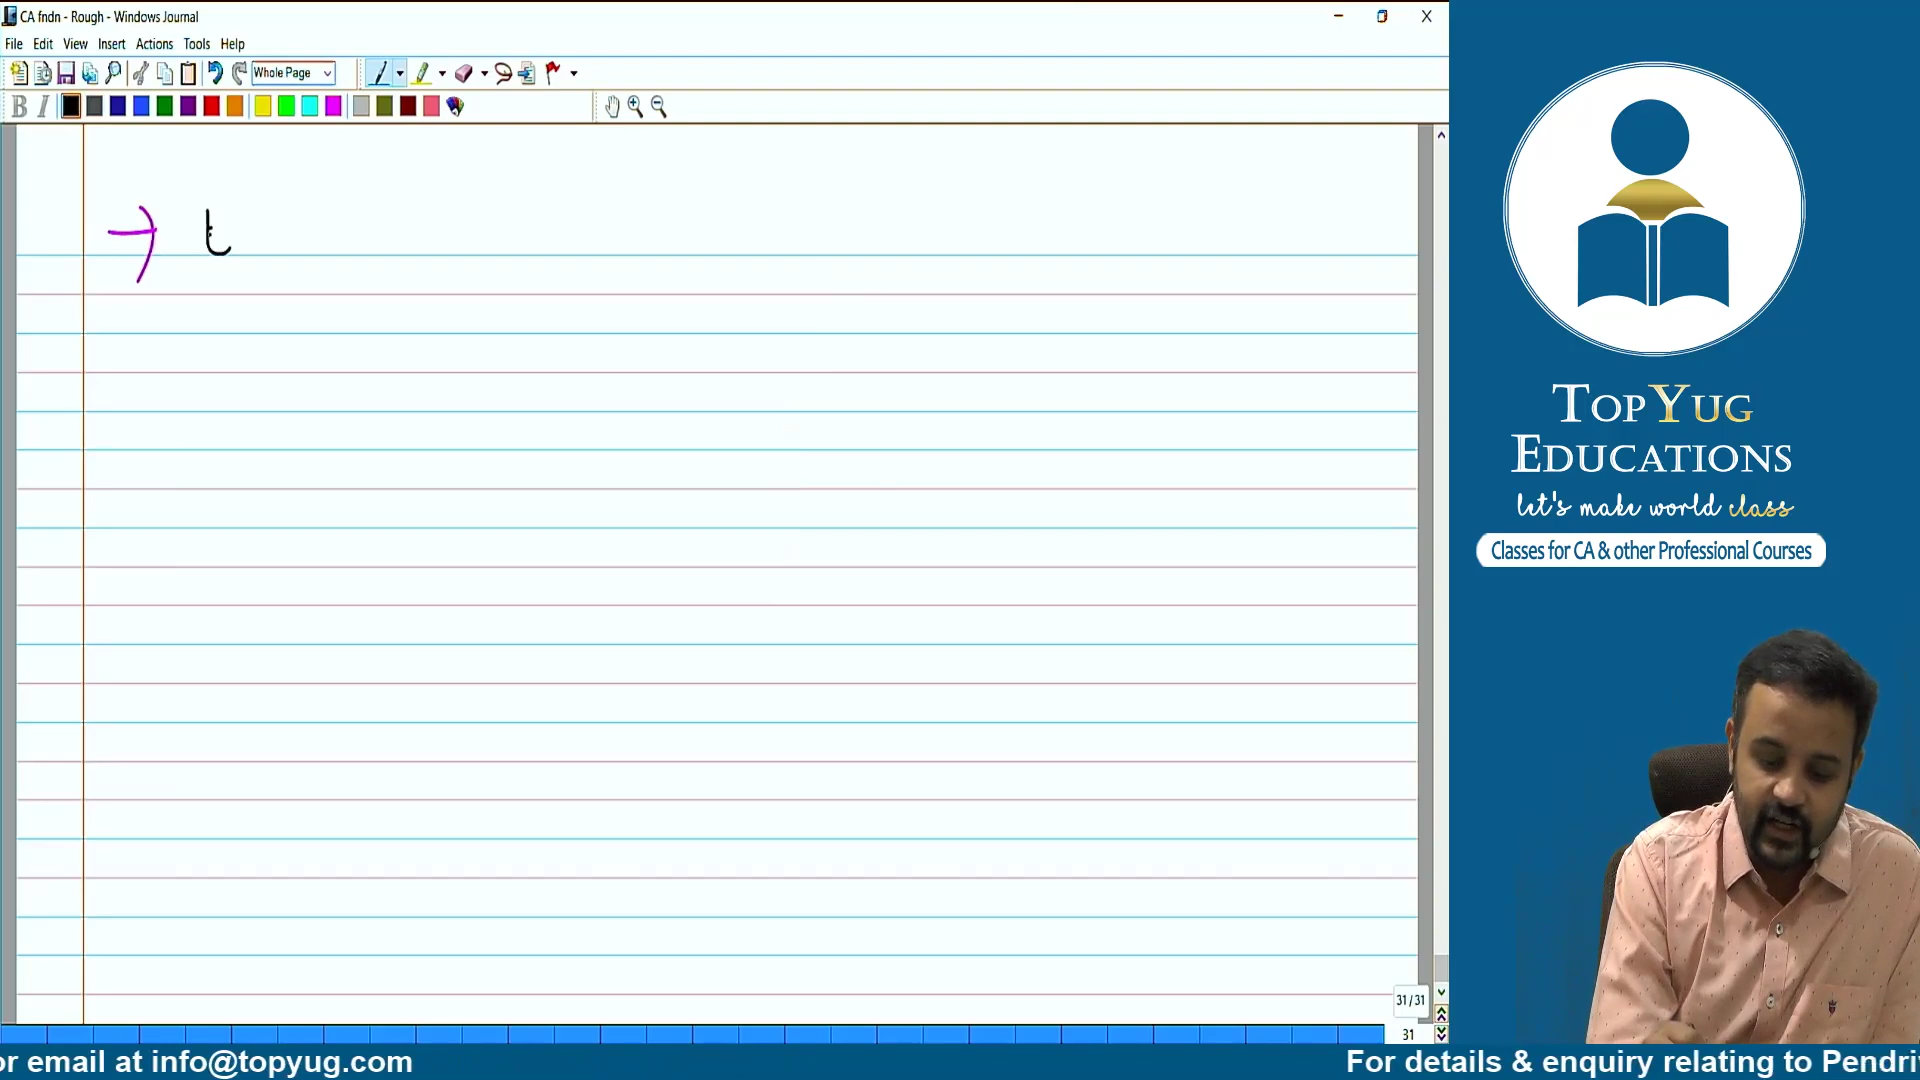 CA fndn - Rough - Windows Journal
File Edit View Insert Actions Tools Help
Whole Page
B I
t
31 / 31
31
TOPYUG
EDUCATIONS
let's make world class
Classes for CA & other Professional Courses
or email at info@topyug.com
For details & enquiry relating to Pendri